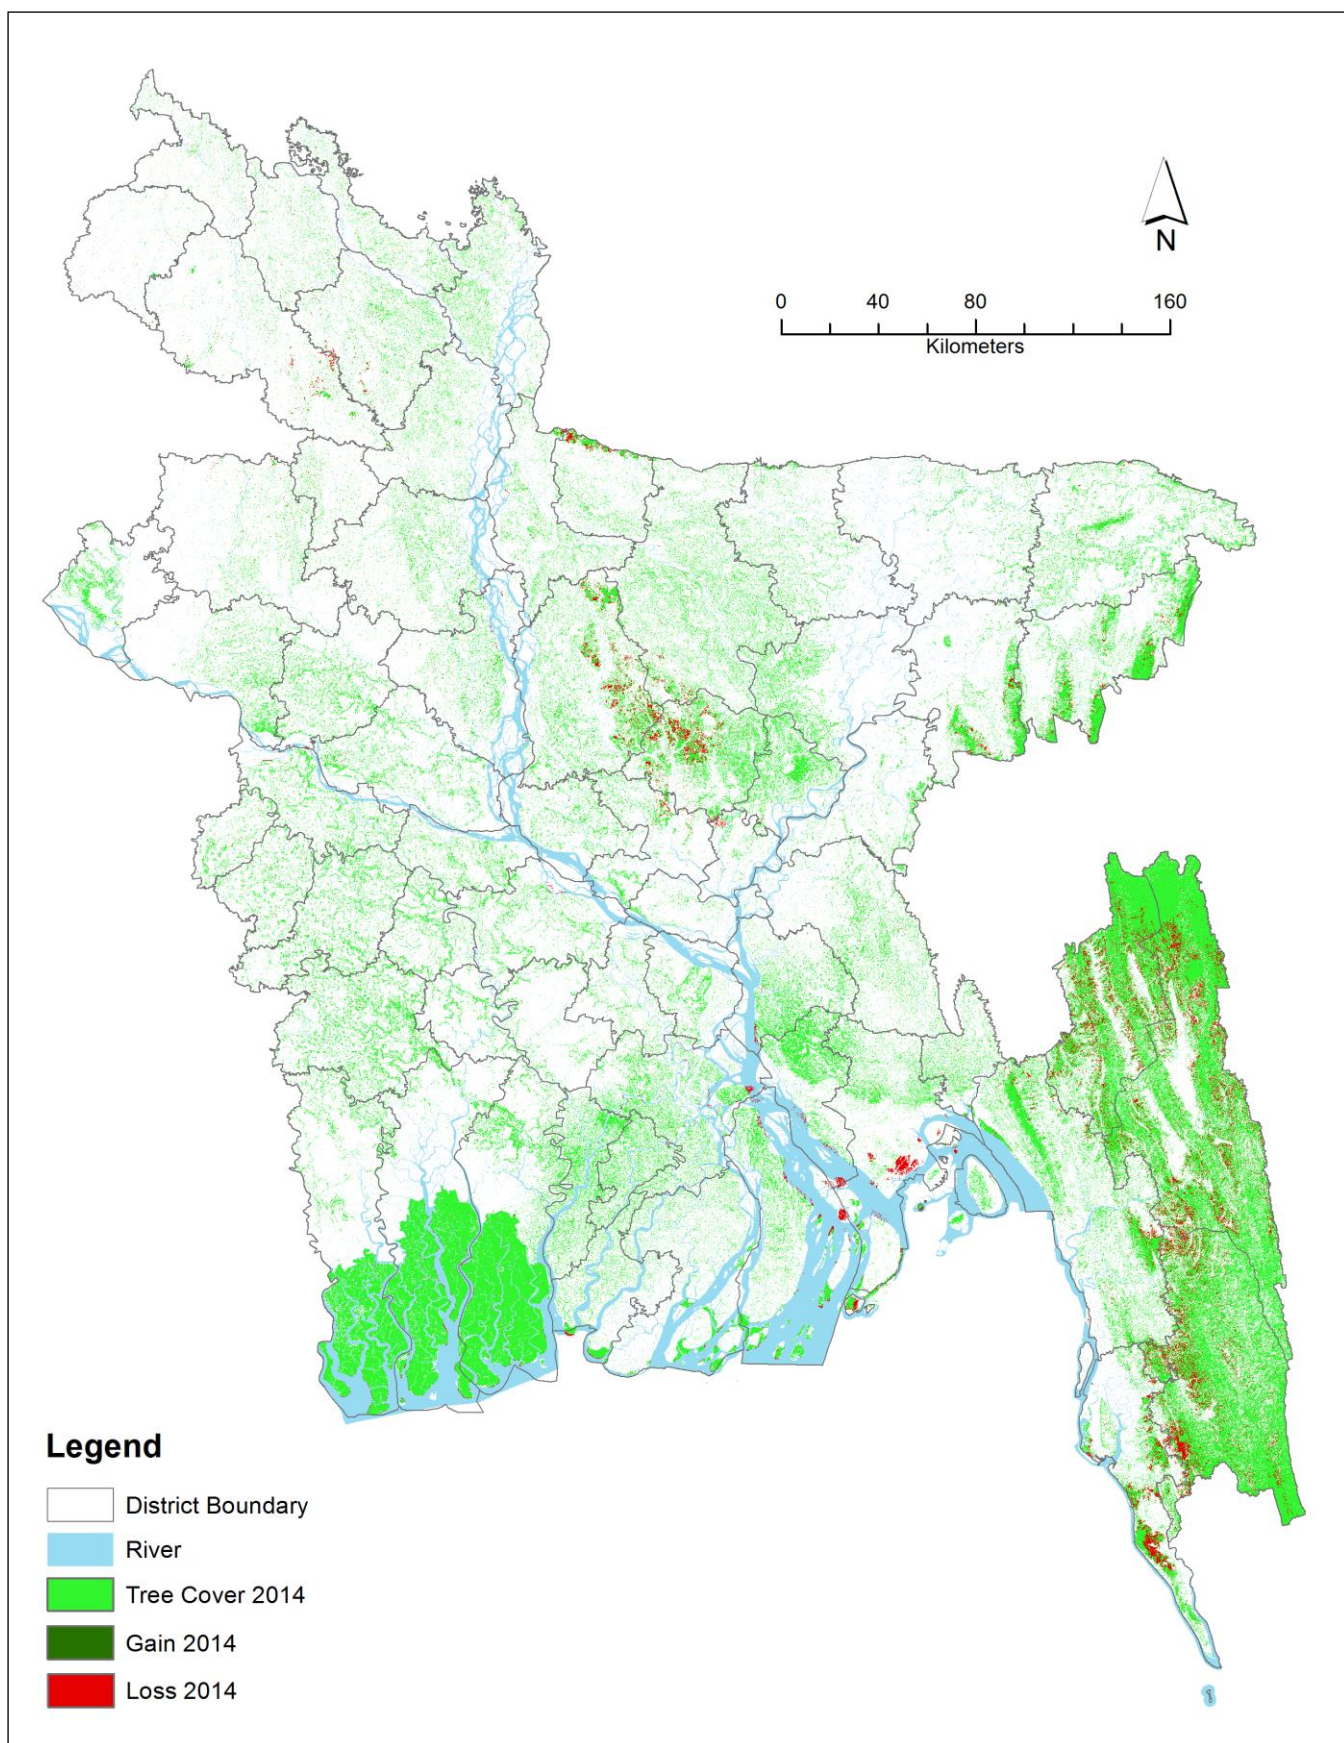 N
0 40 80 160
Kilometers
Legend
District Boundary
River
Tree Cover 2014
Gain 2014
Loss 2014